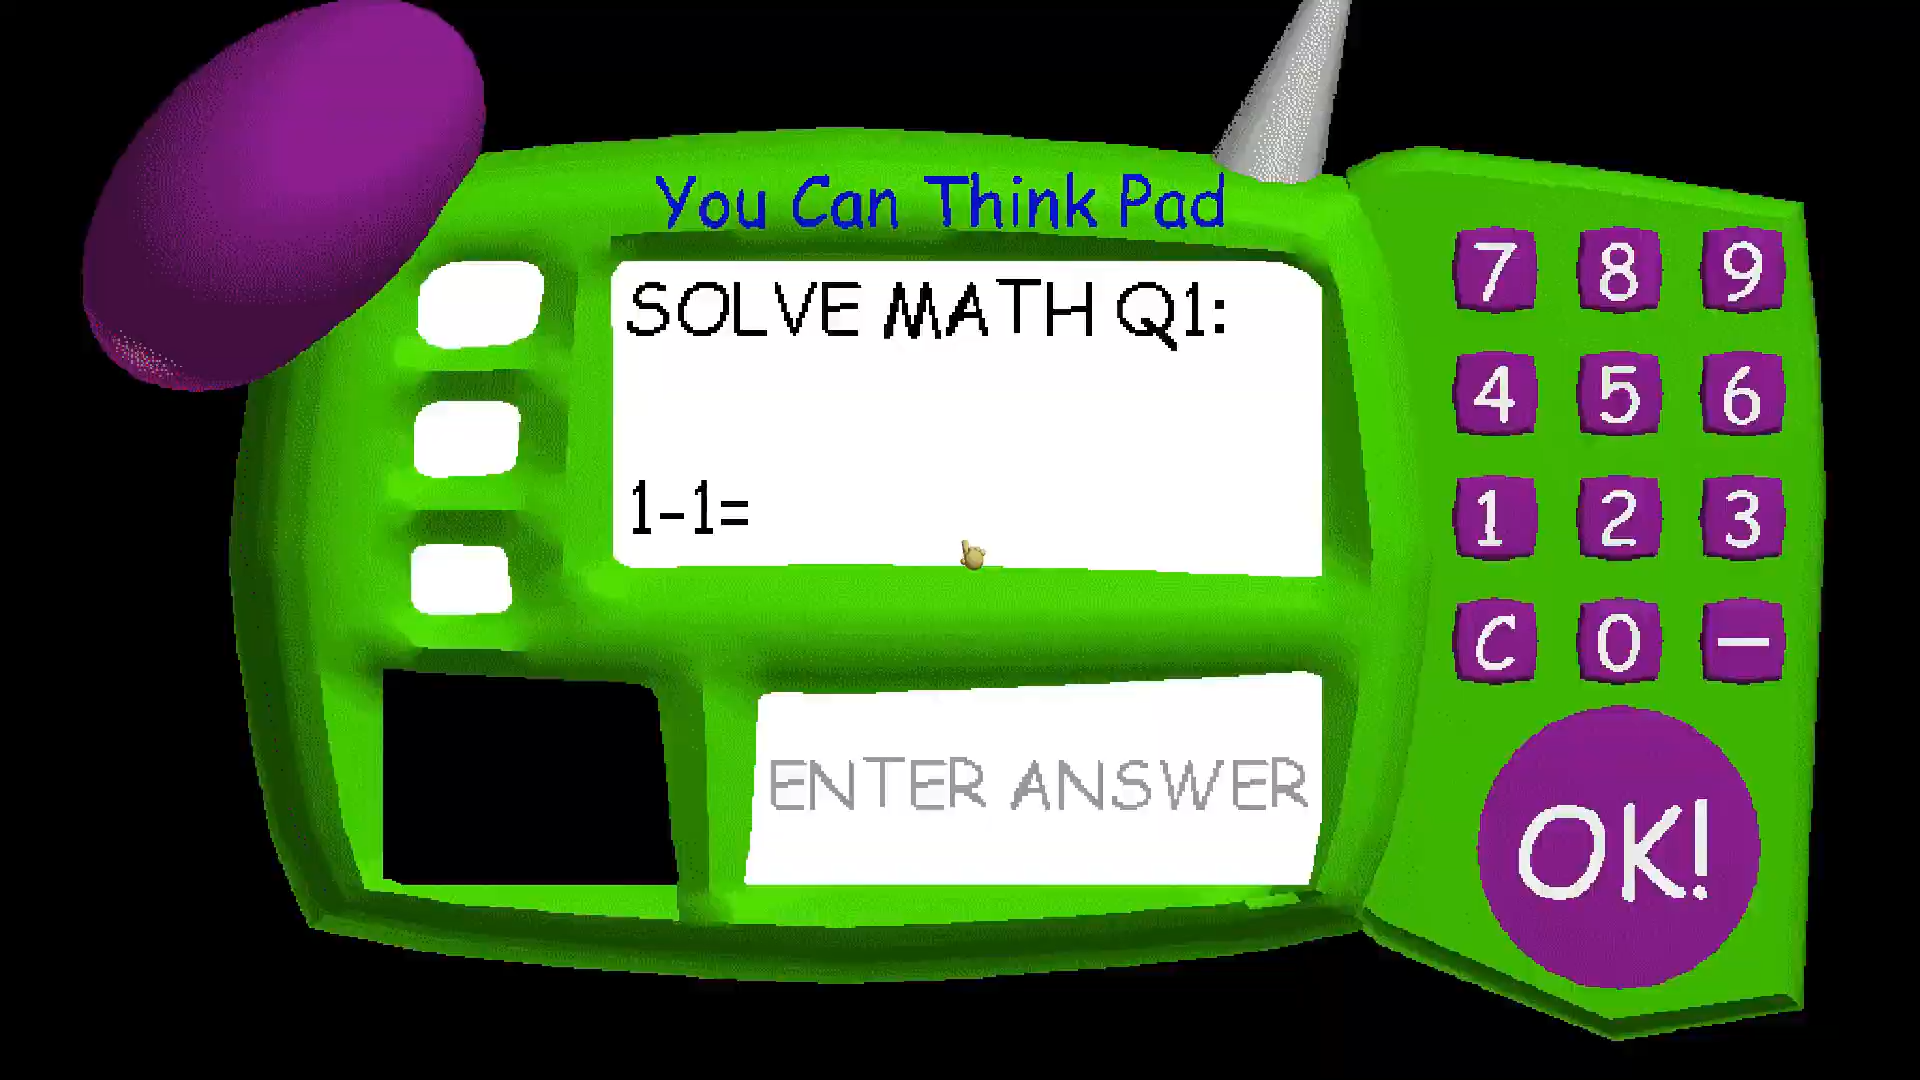 You Can Think Pad
SOLVE MATH Q1:
1-1=
ENTER ANSWER
7 8 9
4 5 6
1 2 3
C 0 −
OK!